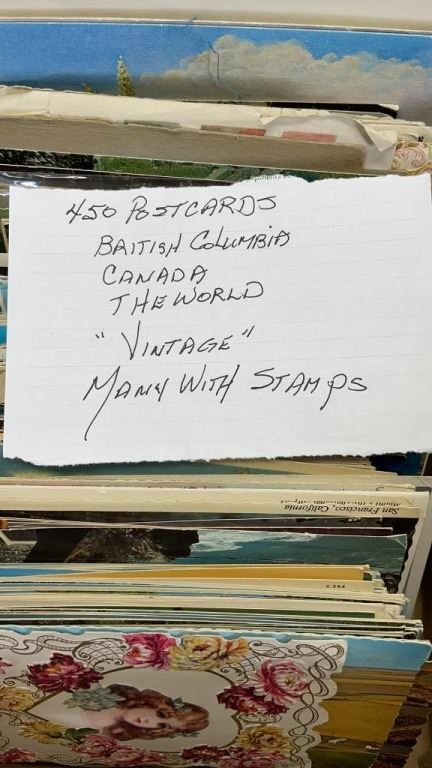 450 POSTCARDS
BRITISH COLUMBIA
CANADA
THE WORLD
"VINTAGE"
MANY WITH STAMPS
San Francisco, California